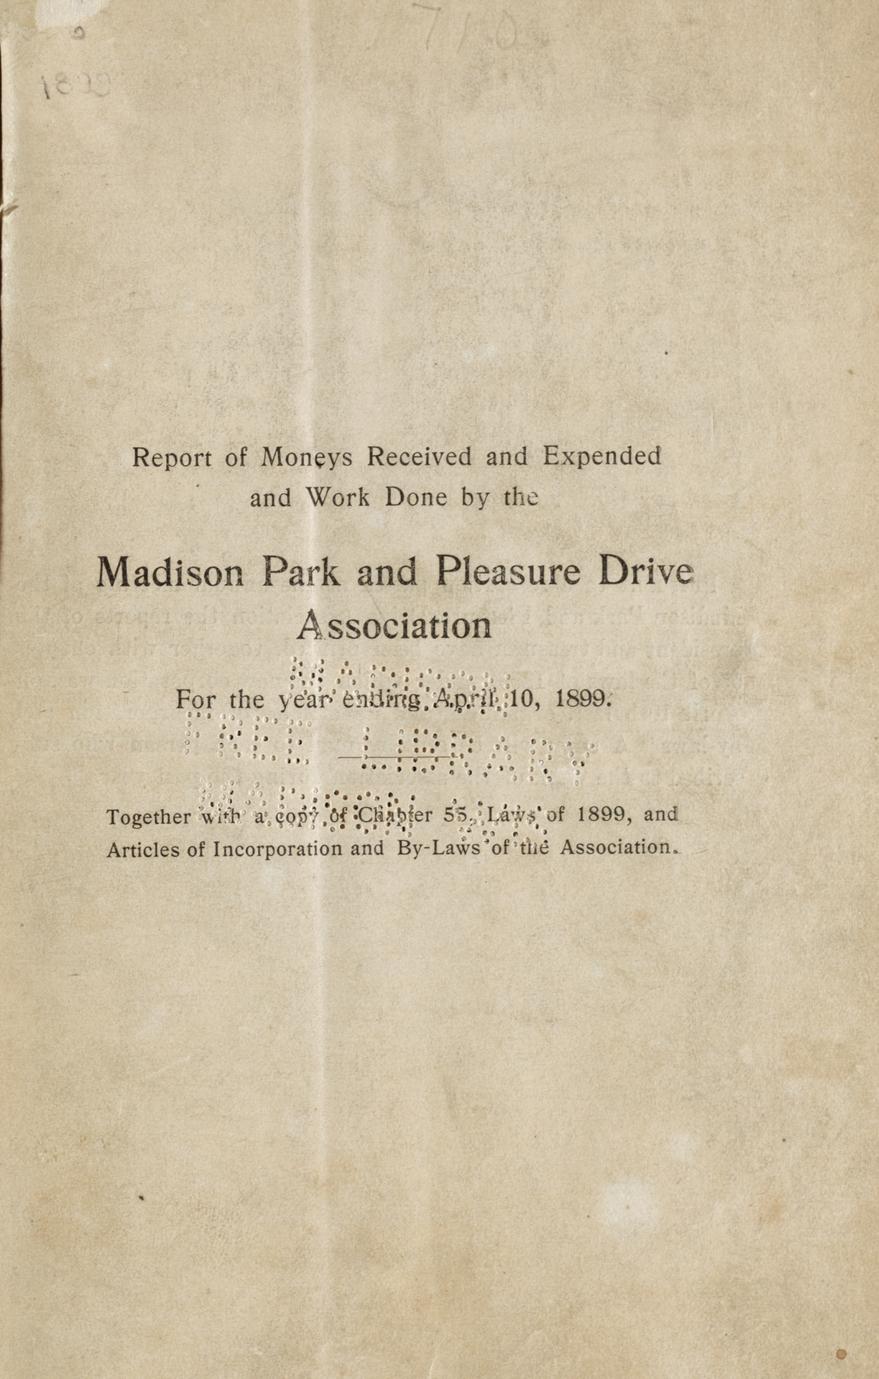 Report of Moneys Received and Expended
and Work Done by the
Madison Park and Pleasure Drive
Association
For the year ending April 10, 1899.
FREE LIBRARY
Together with a copy of Chapter 55, Laws of 1899, and
Articles of Incorporation and By-Laws of the Association.